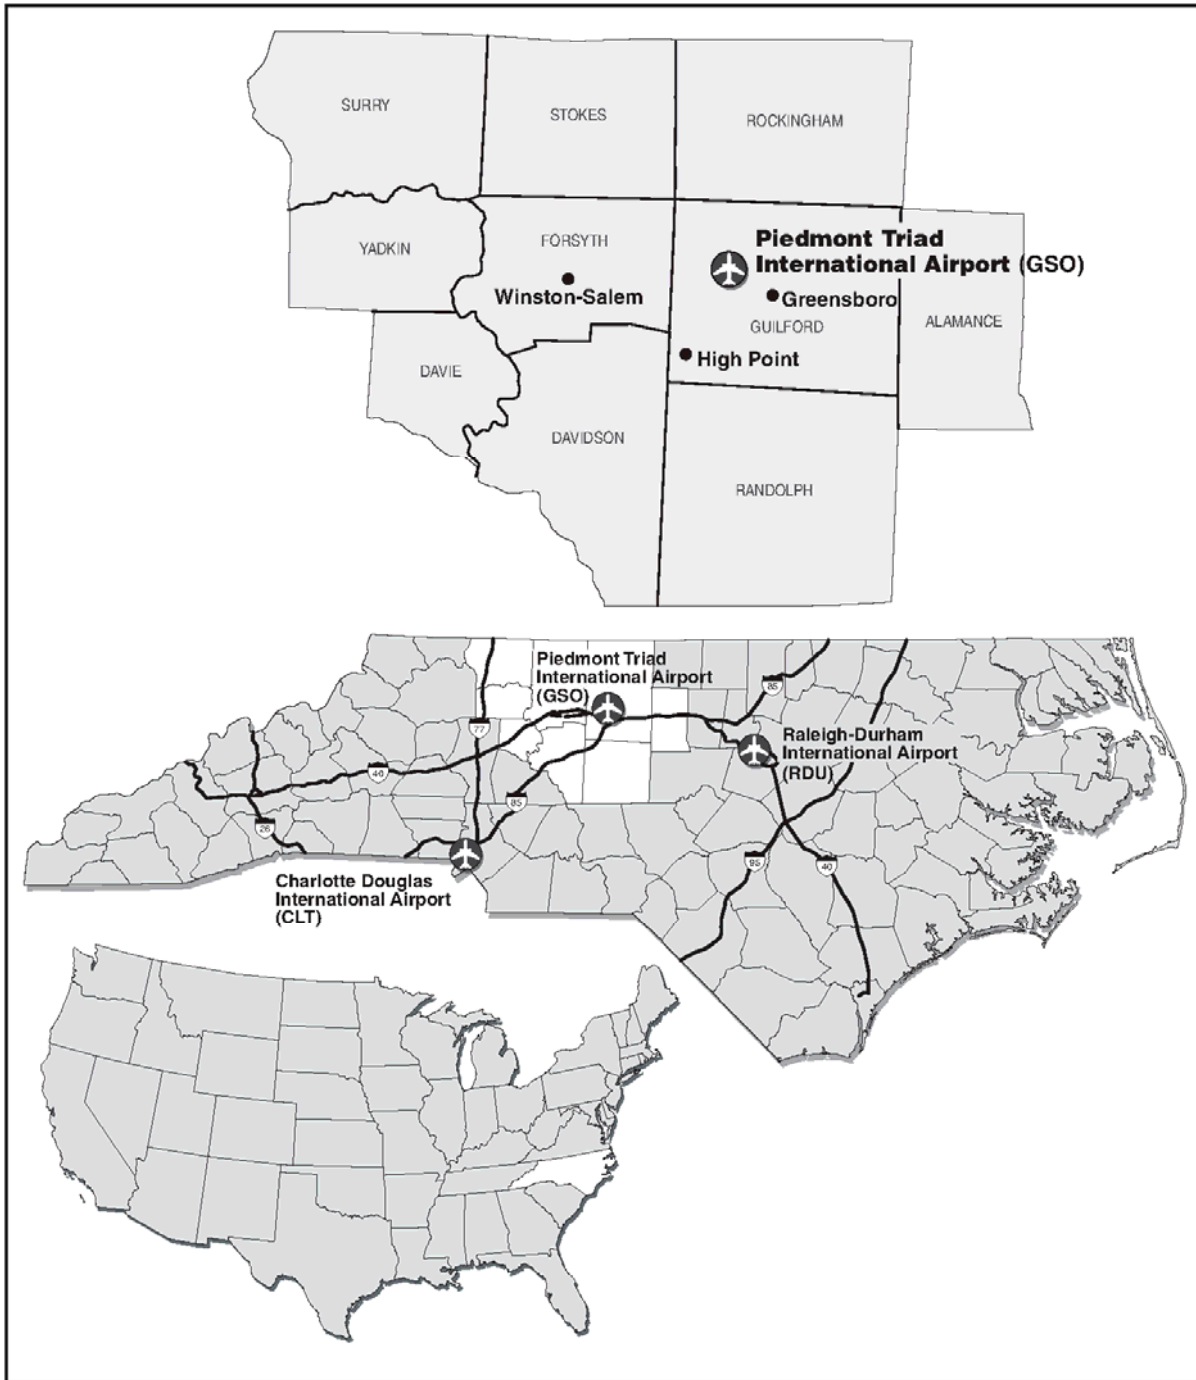 SURRY
STOKES
ROCKINGHAM
YADKIN
FORSYTH
Winston-Salem
Piedmont Triad
International Airport (GSO)
Greensboro
GUILFORD
ALAMANCE
High Point
DAVIE
DAVIDSON
RANDOLPH
Piedmont Triad
International Airport
(GSO)
85
77
Raleigh-Durham
International Airport
(RDU)
40
85
26
95
40
Charlotte Douglas
International Airport
(CLT)